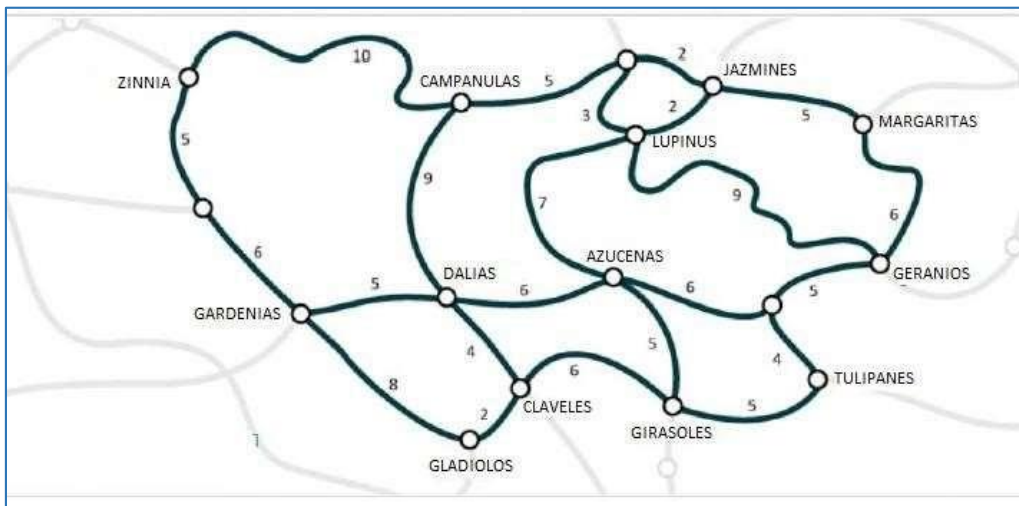 2
10
5
JAZMINES
ZINNIA
CAMPANULAS
2
5
3
MARGARITAS
5
LUPINUS
9
9
7
6
6
AZUCENAS
DALIAS
GERANIOS
5
6
6
5
GARDENIAS
5
4
4
6
TULIPANES
8
CLAVELES
2
5
GIRASOLES
GLADIOLOS